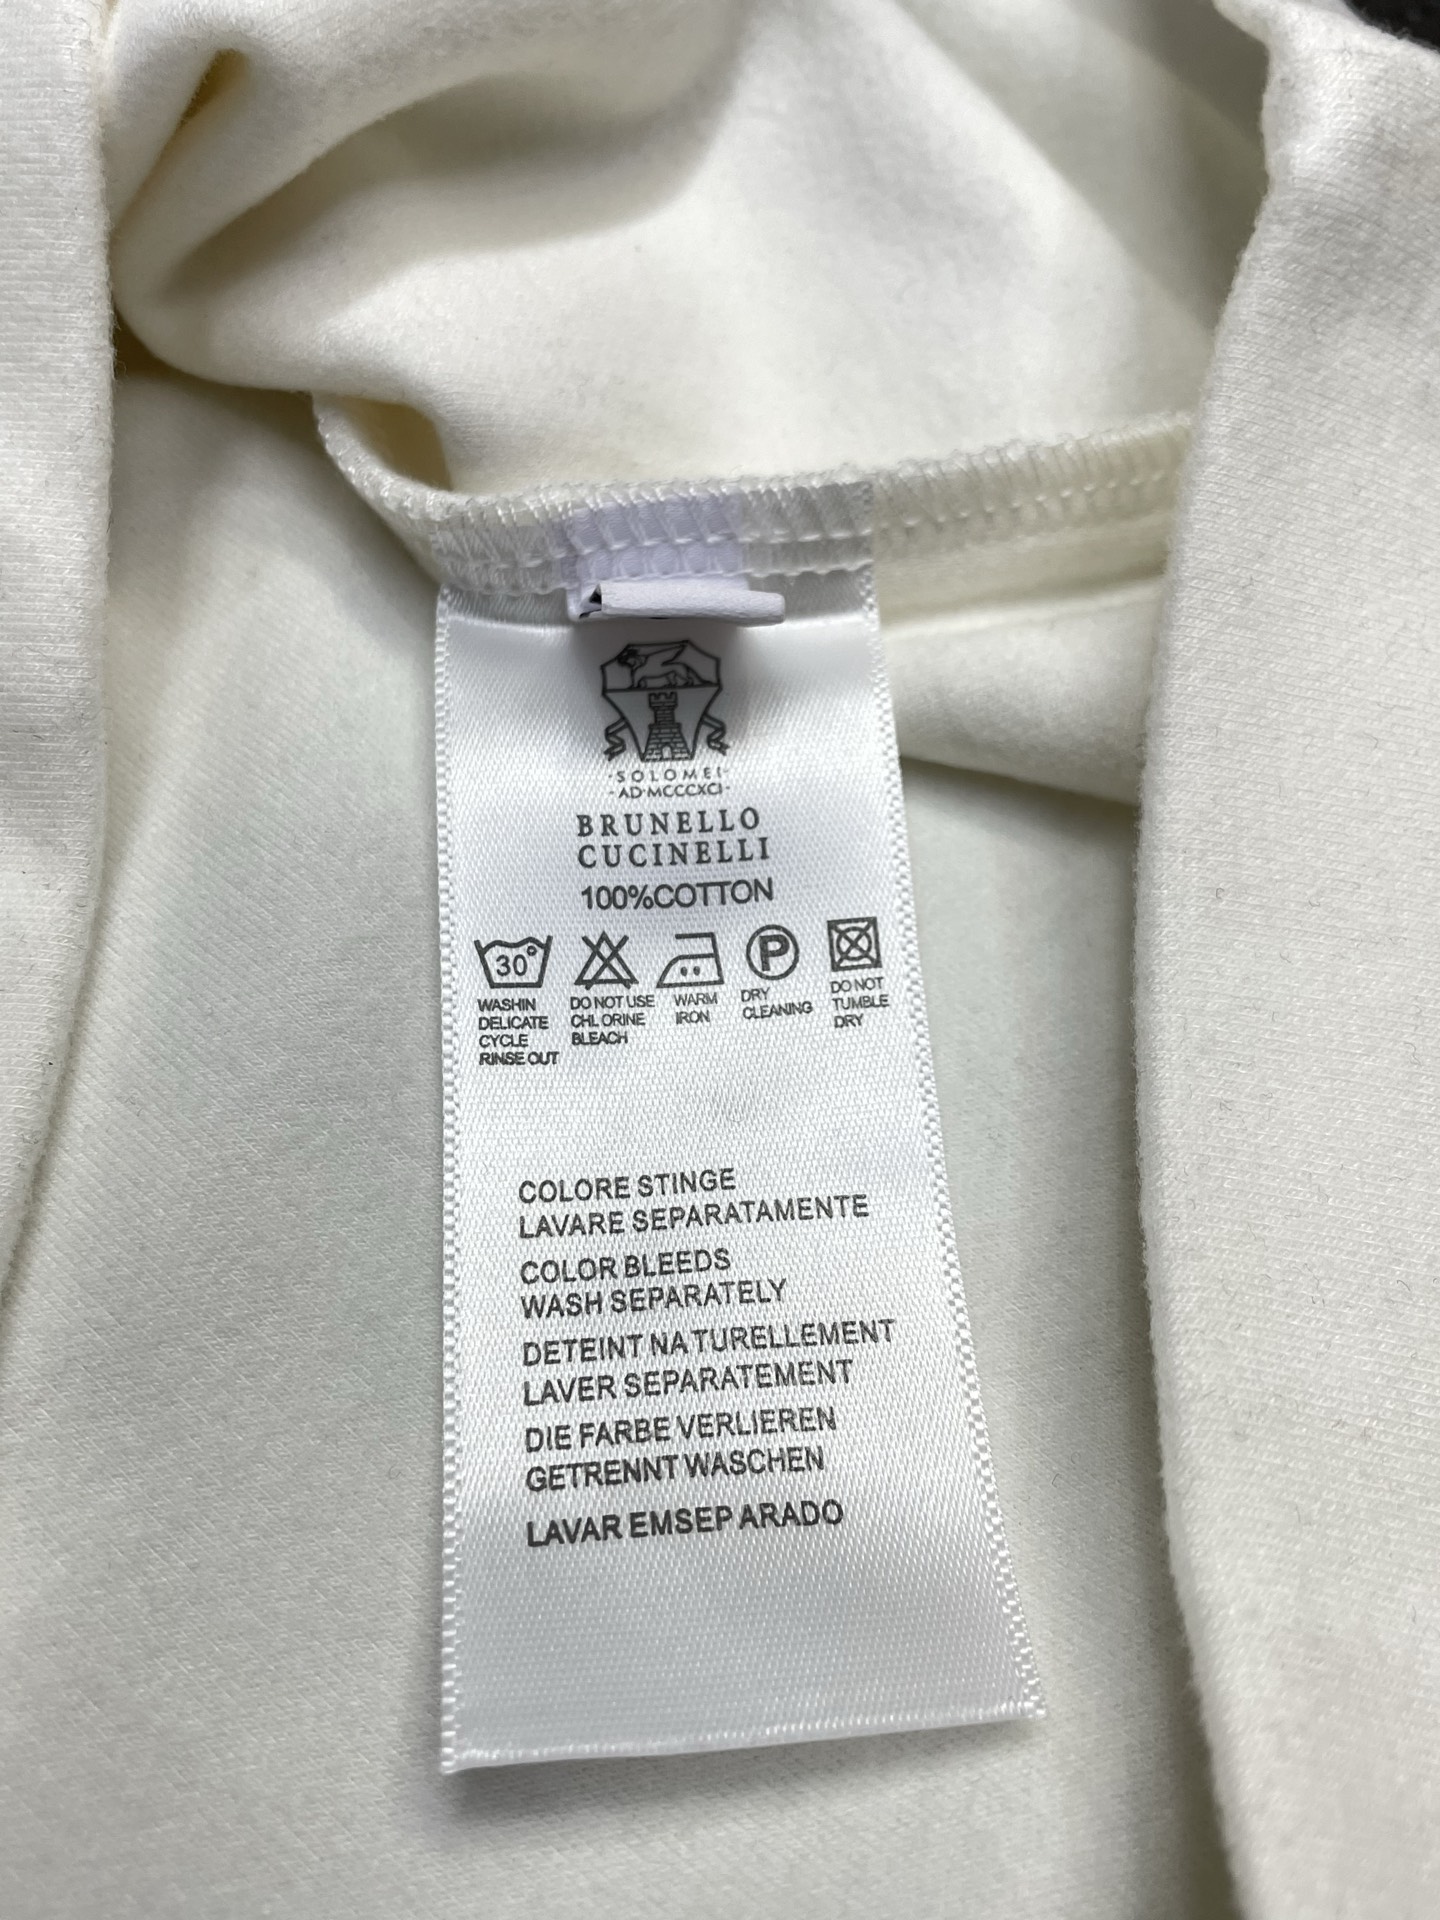 ·SOLOMEI·
-AD·MCCCXCI-
BRUNELLO
CUCINELLI
100%COTTON
30°
P
WASHIN
DELICATE
CYCLE
RINSE OUT
DO NOT USE
CHLORINE
BLEACH
WARM
IRON
DRY
CLEANING
DO NOT
TUMBLE
DRY
COLORE STINGE
LAVARE SEPARATAMENTE
COLOR BLEEDS
WASH SEPARATELY
DETEINT NA TURELLEMENT
LAVER SEPARATEMENT
DIE FARBE VERLIEREN
GETRENNT WASCHEN
LAVAR EMSEP ARADO